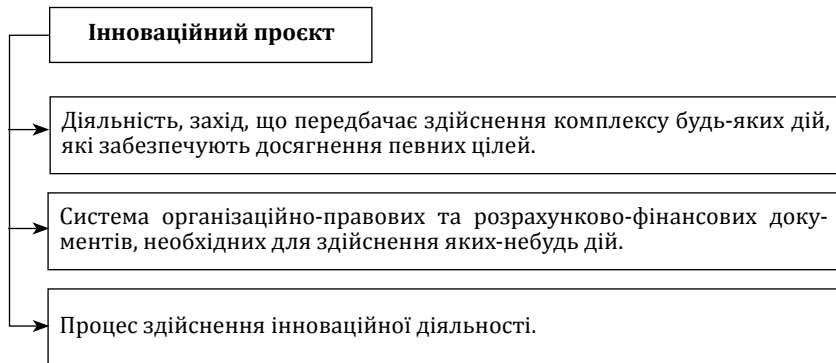 Інноваційний проєкт
Діяльність, захід, що передбачає здійснення комплексу будь-яких дій,
які забезпечують досягнення певних цілей.
Система організаційно-правових та розрахунково-фінансових доку-
ментів, необхідних для здійснення яких-небудь дій.
Процес здійснення інноваційної діяльності.